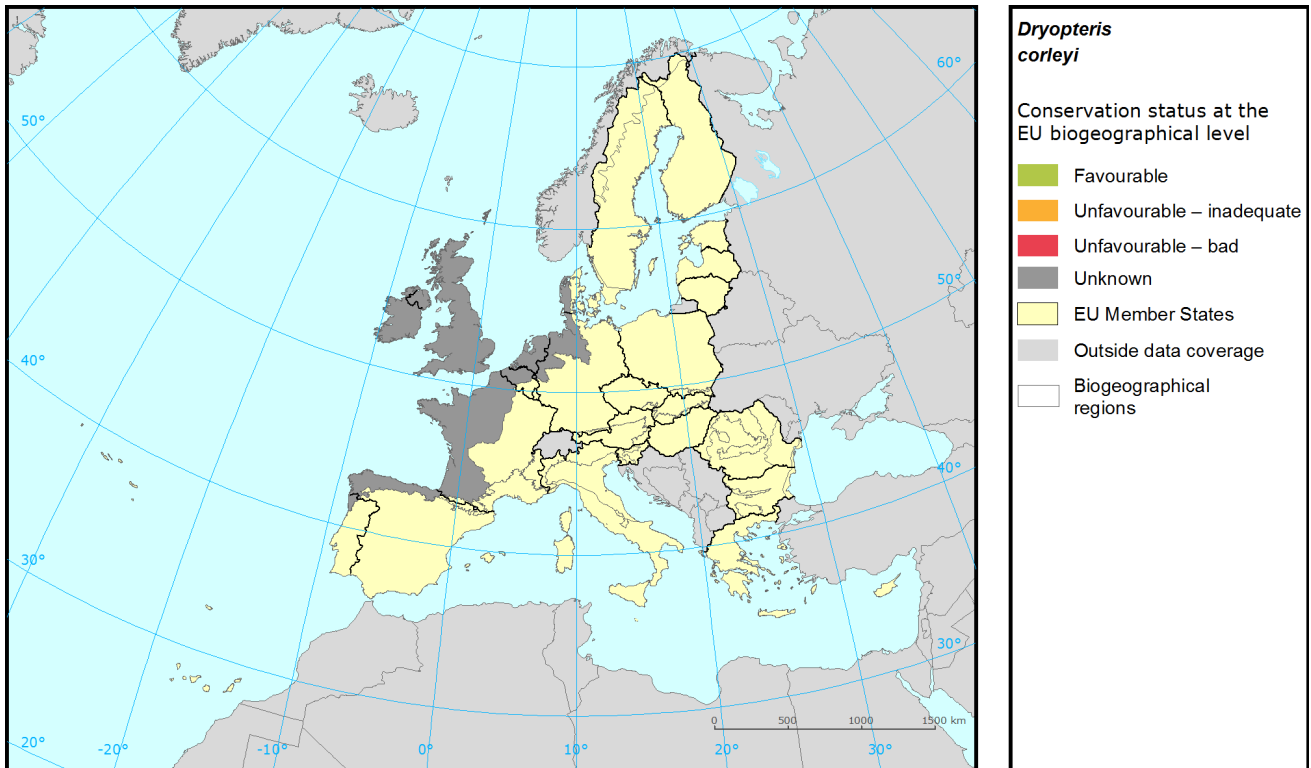 Dryopteris
corleyi
Conservation status at the
EU biogeographical level
Favourable
Unfavourable – inadequate
Unfavourable – bad
Unknown
EU Member States
Outside data coverage
Biogeographical
regions
60°
50°
50°
40°
40°
30°
30°
20°
-20°
-10°
0°
10°
20°
30°
0 500 1000 1500 km